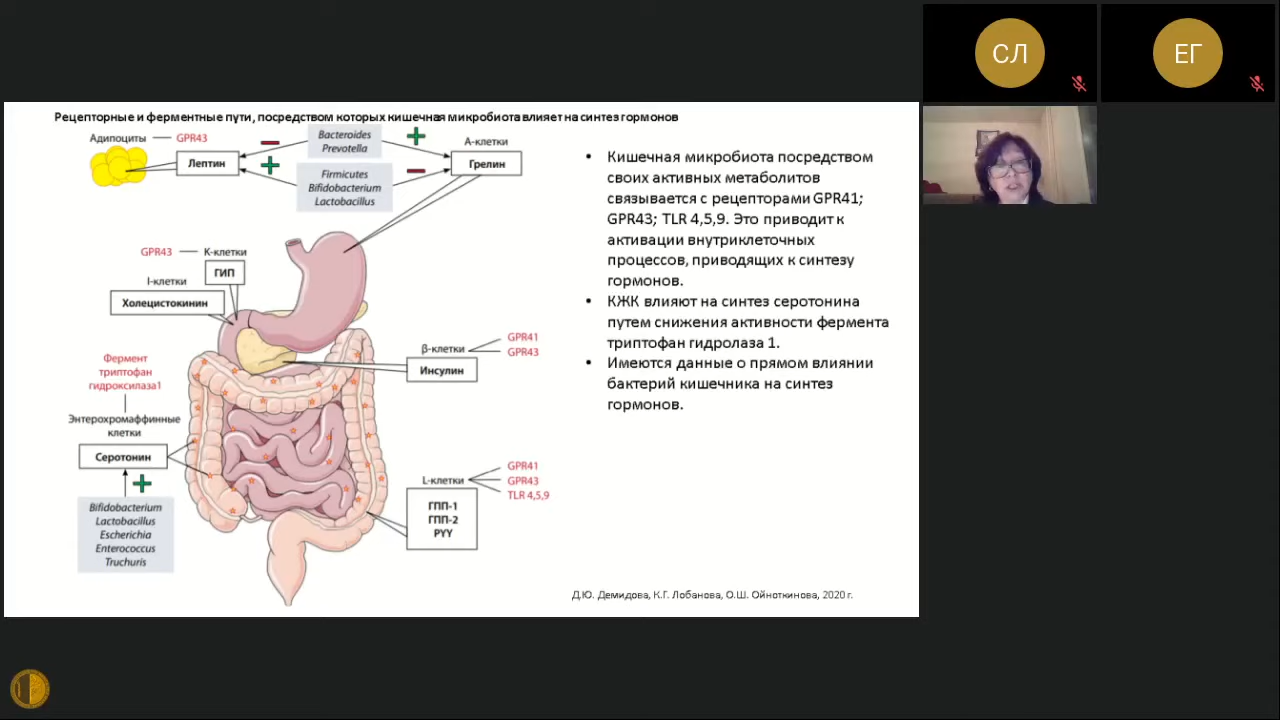 СЛ
ЕГ
Рецепторные и ферментные пути, посредством которых кишечная микробиота влияет на синтез гормонов
Адипоциты
GPR43
Лептин
Bacteroides
Prevotella
Firmicutes
Bifidobacterium
Lactobacillus
А-клетки
Грелин
GPR43
К-клетки
ГИП
I-клетки
Холецистокинин
β-клетки
GPR41
GPR43
Инсулин
Фермент
триптофан
гидроксилаза1
Энтерохромаффинные
клетки
Серотонин
Bifidobacterium
Lactobacillus
Escherichia
Enterococcus
Truchuris
L-клетки
GPR41
GPR43
TLR 4,5,9
ГПП-1
ГПП-2
PYY
• Кишечная микробиота посредством
своих активных метаболитов
связывается с рецепторами GPR41;
GPR43; TLR 4,5,9. Это приводит к
активации внутриклеточных
процессов, приводящих к синтезу
гормонов.
• КЖК влияют на синтез серотонина
путем снижения активности фермента
триптофан гидролаза 1.
• Имеются данные о прямом влиянии
бактерий кишечника на синтез
гормонов.
Д.Ю. Демидова, К.Г. Лобанова, О.Ш. Ойноткинова, 2020 г.